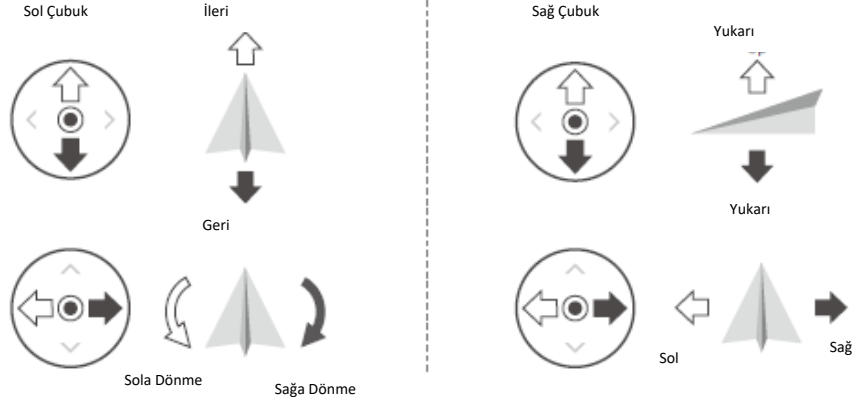 Sol Çubuk
İleri
Geri
Sola Dönme
Sağa Dönme
Sağ Çubuk
Yukarı
Yukarı
Sol
Sağ